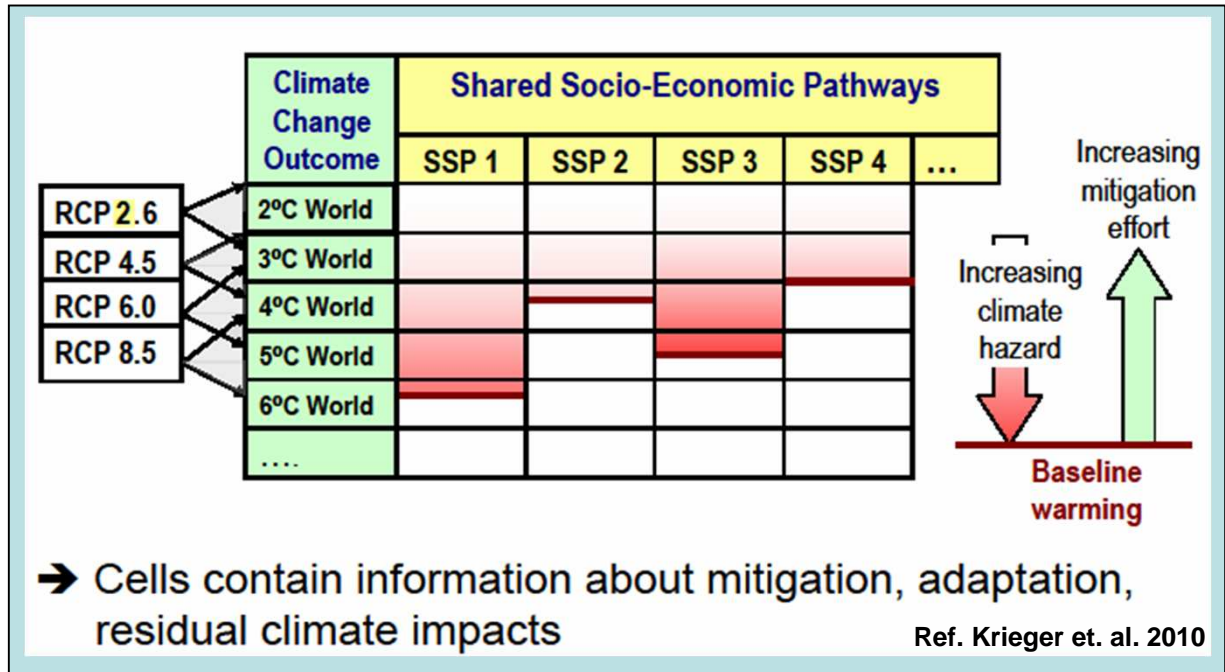 Climate
Change
Outcome
Shared Socio-Economic Pathways
SSP 1 SSP 2 SSP 3 SSP 4 ...
RCP 2.6
RCP 4.5
RCP 6.0
RCP 8.5
2ºC World
3ºC World
4ºC World
5ºC World
6ºC World
....
Increasing
mitigation
effort
Increasing
climate
hazard
Baseline
warming
➔ Cells contain information about mitigation, adaptation,
residual climate impacts
Ref. Krieger et. al. 2010